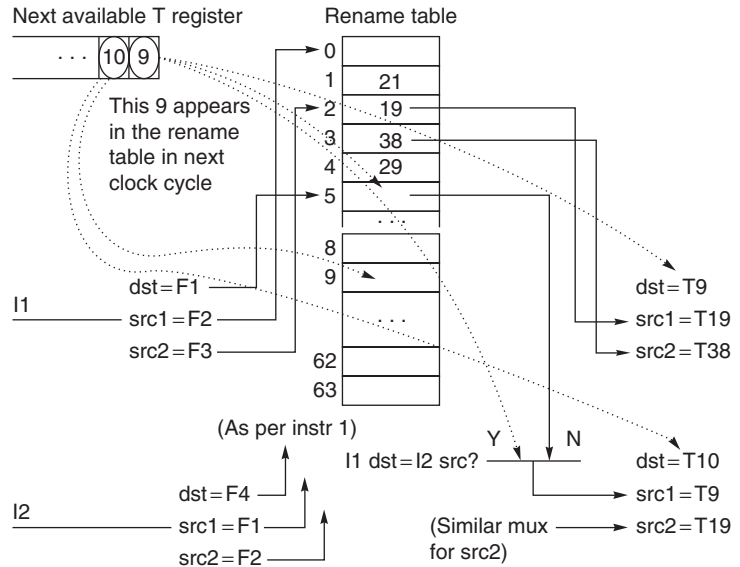 Next available T register
Rename table
· · ·
10
9
This 9 appears
in the rename
table in next
clock cycle
0
1
21
2
19
3
38
4
29
5
· · ·
8
9
· · ·
62
63
I1
dst=F1
src1=F2
src2=F3
dst=T9
src1=T19
src2=T38
(As per instr 1)
I2
dst=F4
src1=F1
src2=F2
Y
N
I1 dst=I2 src?
(Similar mux
for src2)
dst=T10
src1=T9
src2=T19